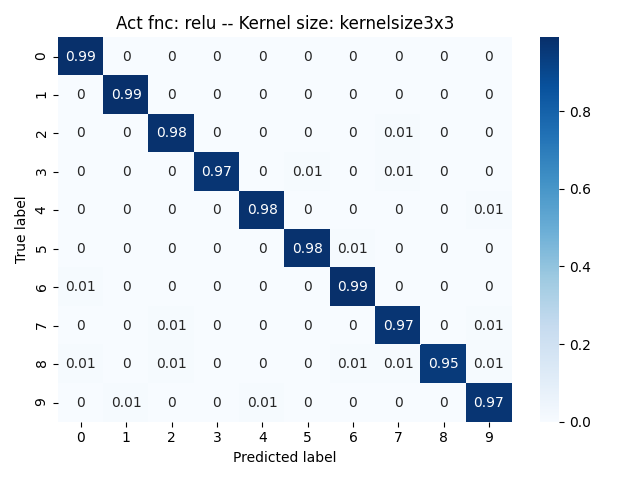 Act fnc: relu -- Kernel size: kernelsize3x3
True label
0 0.99 0 0 0 0 0 0 0 0 0
1 0 0.99 0 0 0 0 0 0 0 0
2 0 0 0.98 0 0 0 0 0.01 0 0
3 0 0 0 0.97 0 0.01 0 0.01 0 0
4 0 0 0 0 0.98 0 0 0 0 0.01
5 0 0 0 0 0 0.98 0.01 0 0 0
6 0.01 0 0 0 0 0 0.99 0 0 0
7 0 0 0.01 0 0 0 0 0.97 0 0.01
8 0.01 0 0.01 0 0 0 0.01 0.01 0.95 0.01
9 0 0.01 0 0 0.01 0 0 0 0 0.97
0 1 2 3 4 5 6 7 8 9
Predicted label
0.8
0.6
0.4
0.2
0.0